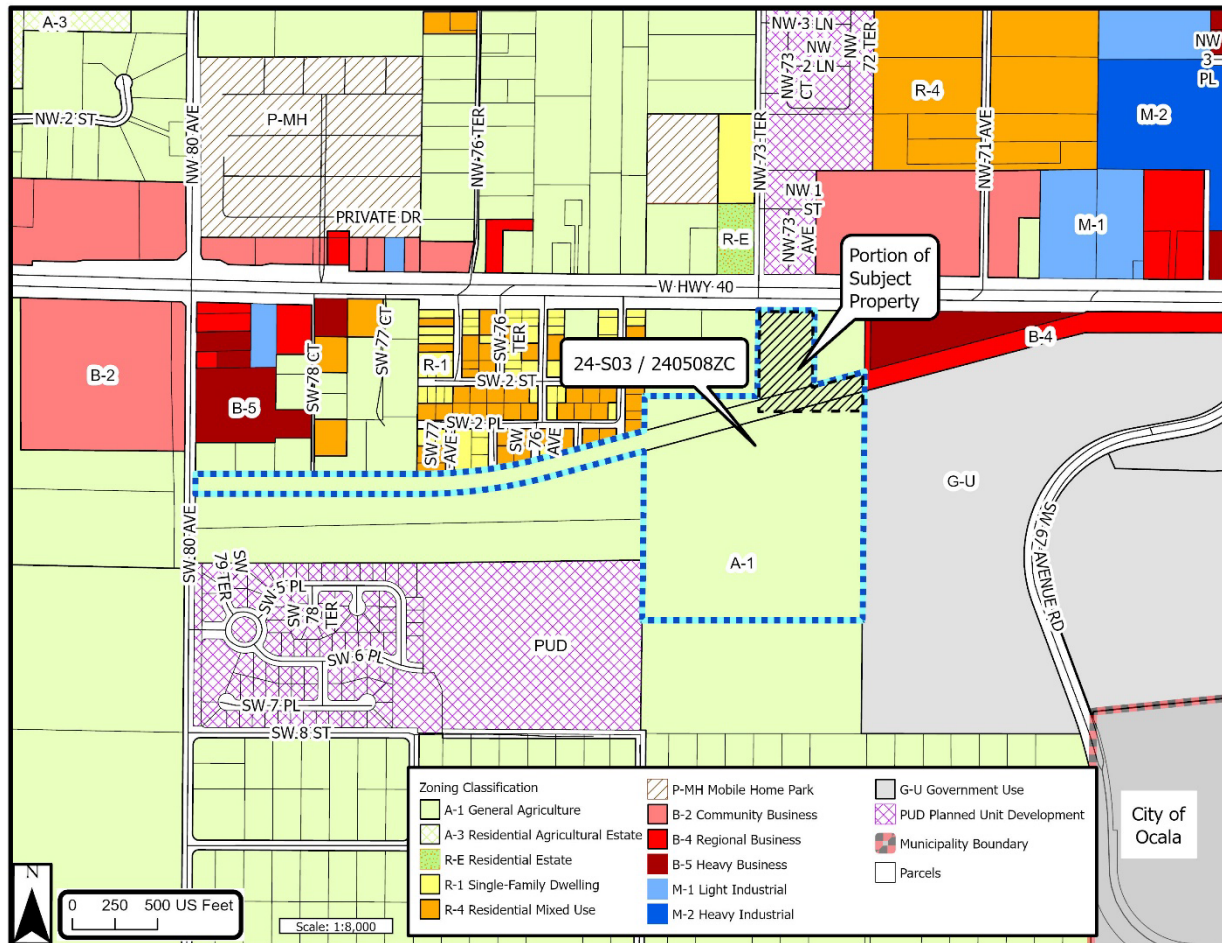 A-3
NW 2 ST
NW 80 AVE
P-MH
PRIVATE DR
NW 76 TER
NW 3 LN
NW
2 LN
NW 73
CT
NW
72 TER
NW 73 TER
R-4
NW 71 AVE
M-2
NW
3
PL
NW 1
ST
NW 73
AVE
R-E
M-1
Portion of
Subject
Property
W HWY 40
B-2
B-5
SW 78 CT
SW 77 CT
R-1
SW 76
TER
SW 2 ST
24-S03 / 240508ZC
B-4
SW 2 PL
SW 77
AVE
SW
76
AVE
G-U
SW 67 AVENUE RD
SW 80 AVE
A-1
SW
79 TER
SW 5 PL
SW
78
TER
SW 6 PL
PUD
SW 7 PL
SW 8 ST
City of
Ocala
Zoning Classification
A-1 General Agriculture
A-3 Residential Agricultural Estate
R-E Residential Estate
R-1 Single-Family Dwelling
R-4 Residential Mixed Use
P-MH Mobile Home Park
B-2 Community Business
B-4 Regional Business
B-5 Heavy Business
M-1 Light Industrial
M-2 Heavy Industrial
G-U Government Use
PUD Planned Unit Development
Municipality Boundary
Parcels
N
0 250 500 US Feet
Scale: 1:8,000